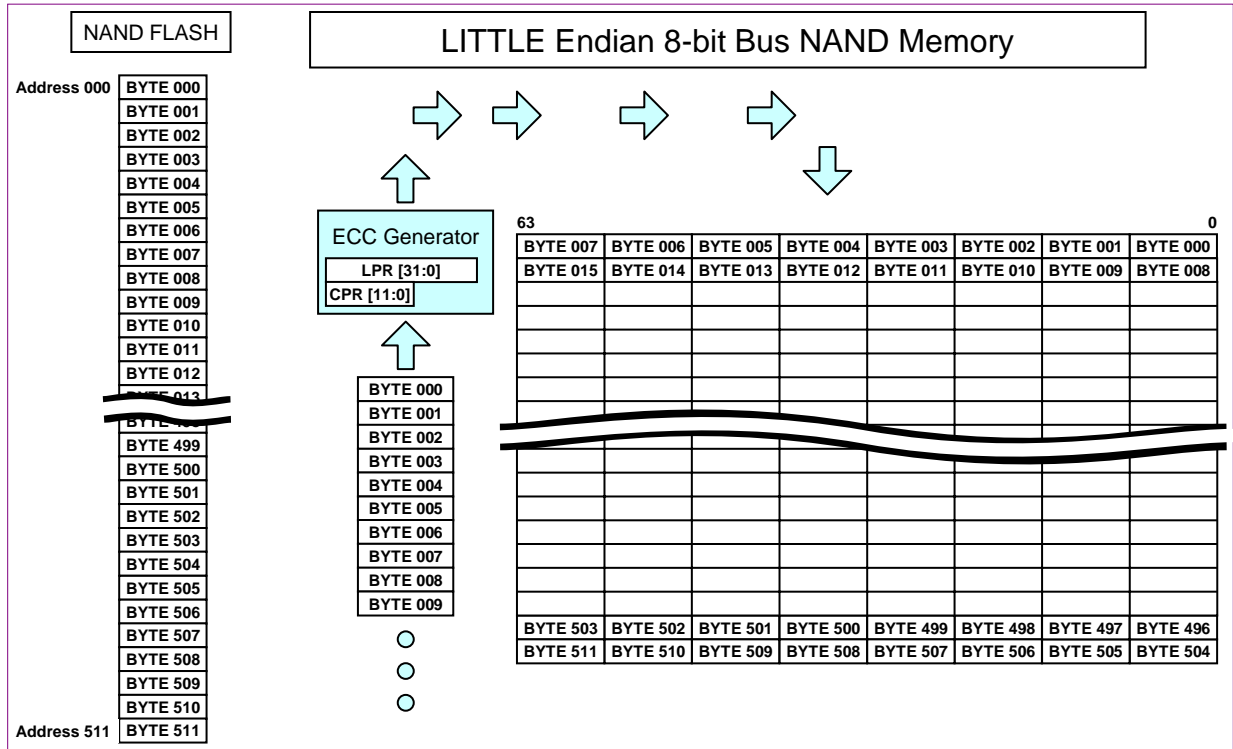 NAND FLASH
LITTLE Endian 8-bit Bus NAND Memory
Address 000
BYTE 000
BYTE 001
BYTE 002
BYTE 003
BYTE 004
BYTE 005
BYTE 006
BYTE 007
BYTE 008
BYTE 009
BYTE 010
BYTE 011
BYTE 012
BYTE 013
BYTE
BYTE 499
BYTE 500
BYTE 501
BYTE 502
BYTE 503
BYTE 504
BYTE 505
BYTE 506
BYTE 507
BYTE 508
BYTE 509
BYTE 510
Address 511
BYTE 511
ECC Generator
LPR [31:0]
CPR [11:0]
BYTE 000
BYTE 001
BYTE 002
BYTE 003
BYTE 004
BYTE 005
BYTE 006
BYTE 007
BYTE 008
BYTE 009
63 0
BYTE 007 BYTE 006 BYTE 005 BYTE 004 BYTE 003 BYTE 002 BYTE 001 BYTE 000
BYTE 015 BYTE 014 BYTE 013 BYTE 012 BYTE 011 BYTE 010 BYTE 009 BYTE 008
BYTE 503 BYTE 502 BYTE 501 BYTE 500 BYTE 499 BYTE 498 BYTE 497 BYTE 496
BYTE 511 BYTE 510 BYTE 509 BYTE 508 BYTE 507 BYTE 506 BYTE 505 BYTE 504